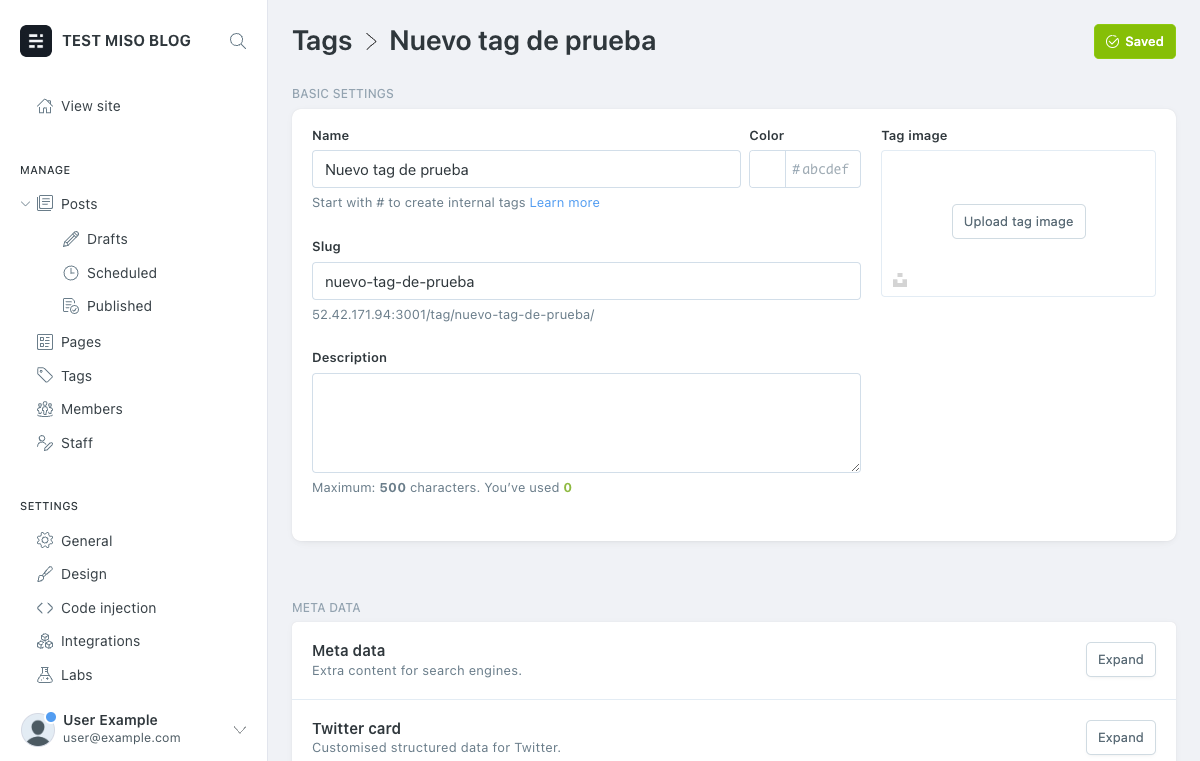 TEST MISO BLOG
View site
MANAGE
Posts
Drafts
Scheduled
Published
Pages
Tags
Members
Staff
SETTINGS
General
Design
Code injection
Integrations
Labs
User Example
user@example.com
Tags > Nuevo tag de prueba
Saved
BASIC SETTINGS
Name
Nuevo tag de prueba
Start with # to create internal tags Learn more
Color
#abcdef
Slug
nuevo-tag-de-prueba
52.42.171.94:3001/tag/nuevo-tag-de-prueba/
Description
Maximum: 500 characters. You’ve used 0
Tag image
Upload tag image
META DATA
Meta data
Extra content for search engines.
Expand
Twitter card
Customised structured data for Twitter.
Expand